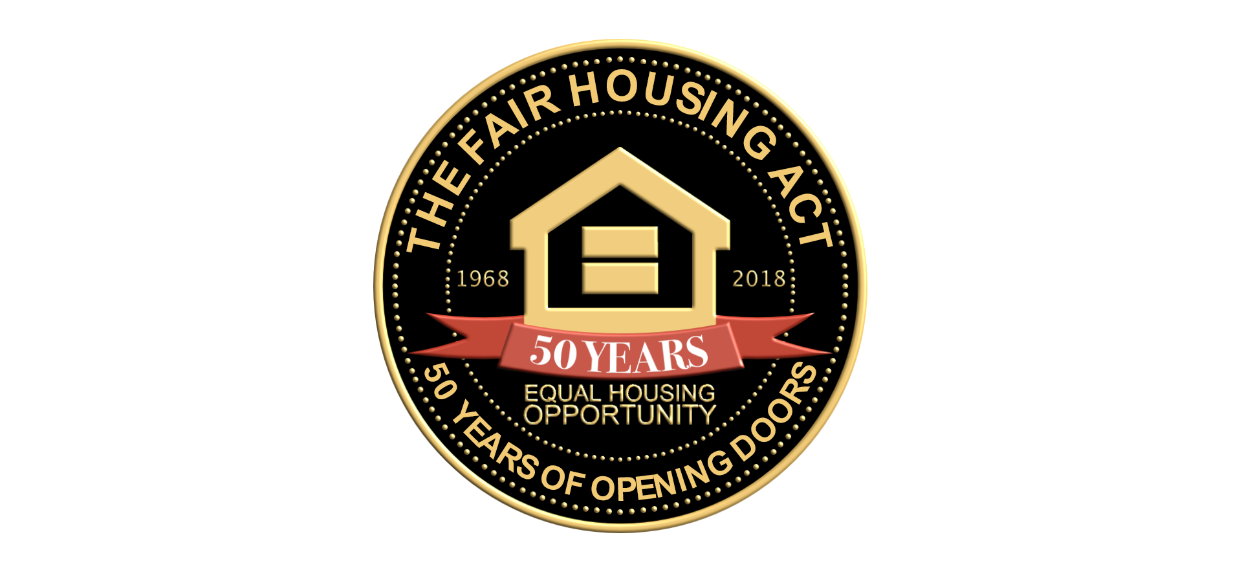 THE FAIR HOUSING ACT
1968
2018
50 YEARS
EQUAL HOUSING
OPPORTUNITY
50 YEARS OF OPENING DOORS